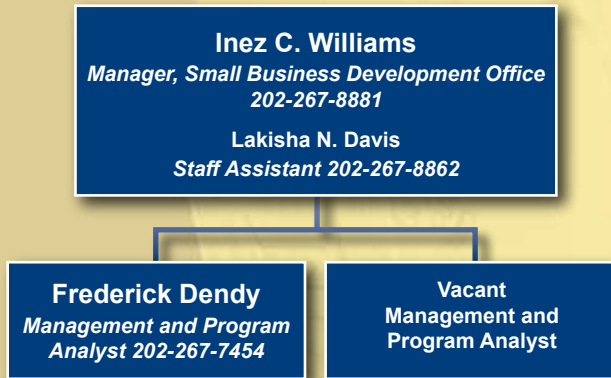 Inez C. Williams
Manager, Small Business Development Office
202-267-8881
Lakisha N. Davis
Staff Assistant 202-267-8862
Frederick Dendy
Management and Program
Analyst 202-267-7454
Vacant
Management and
Program Analyst